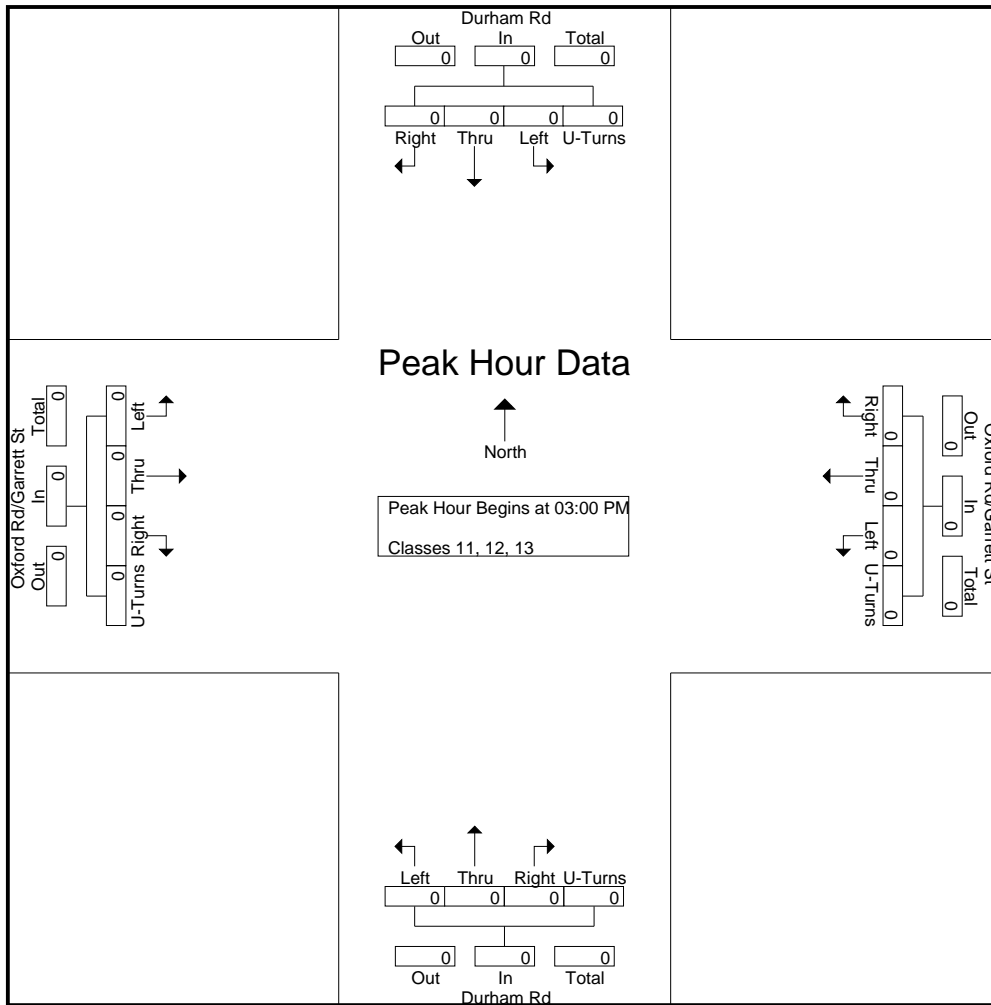 Durham Rd
Out In Total
0 0 0
0 0 0 0
Right Thru Left U-Turns
Peak Hour Data
North
Peak Hour Begins at 03:00 PM
Classes 11, 12, 13
Oxford Rd/Garrett St
Out In Total
0 0 0
0 0 0 0
U-Turns Right Thru Left
Oxford Rd/Garrett St
Out In Total
0 0 0
0 0 0 0
Right Thru Left U-Turns
Left Thru Right U-Turns
0 0 0 0
0 0 0
Out In Total
Durham Rd